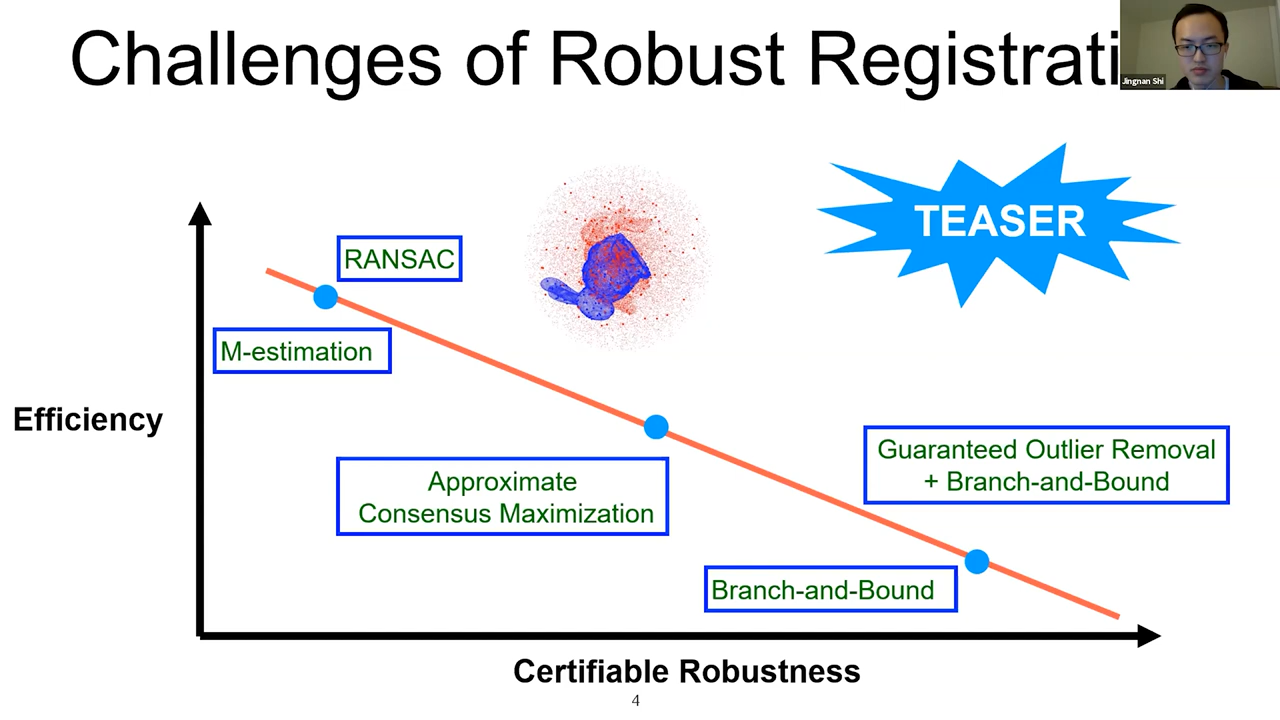 Challenges of Robust Registrati
Jingnan Shi
TEASER
RANSAC
M-estimation
Efficiency
Guaranteed Outlier Removal
+ Branch-and-Bound
Approximate
Consensus Maximization
Branch-and-Bound
Certifiable Robustness
4